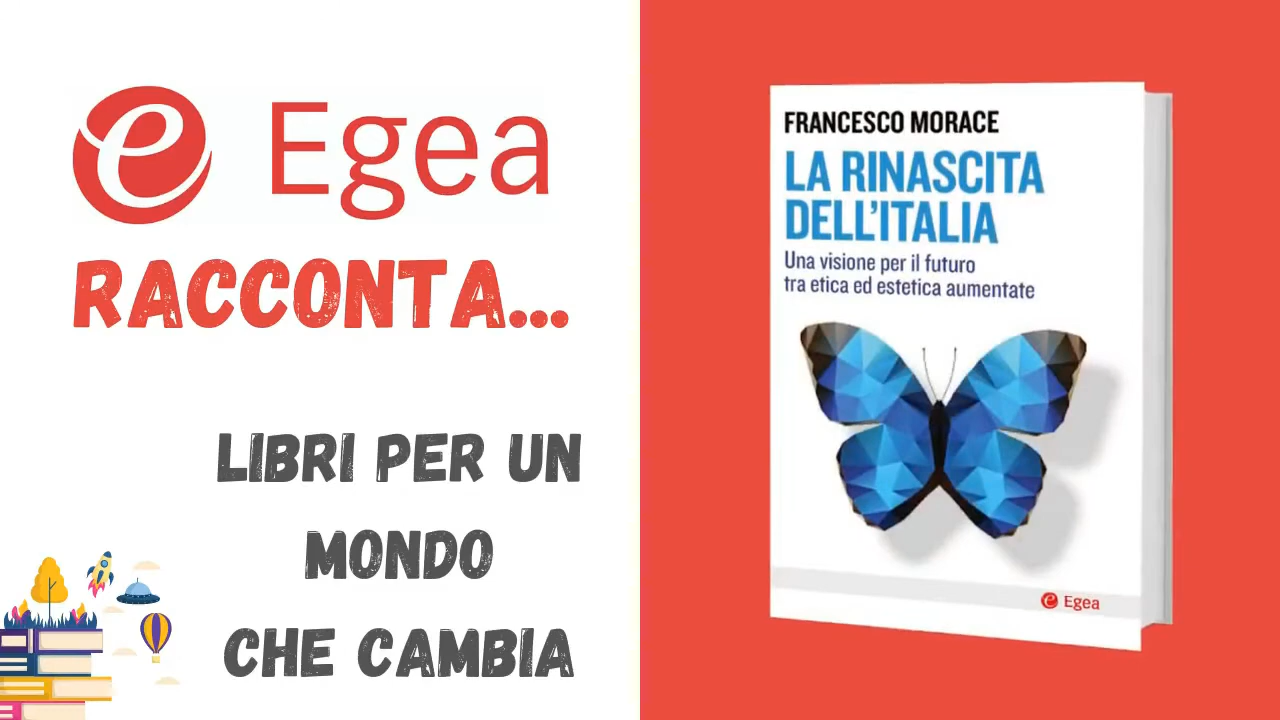 Egea
RACCONTA...
LIBRI PER UN
MONDO
CHE CAMBIA
FRANCESCO MORACE
LA RINASCITA
DELL'ITALIA
Una visione per il futuro
tra etica ed estetica aumentate
Egea